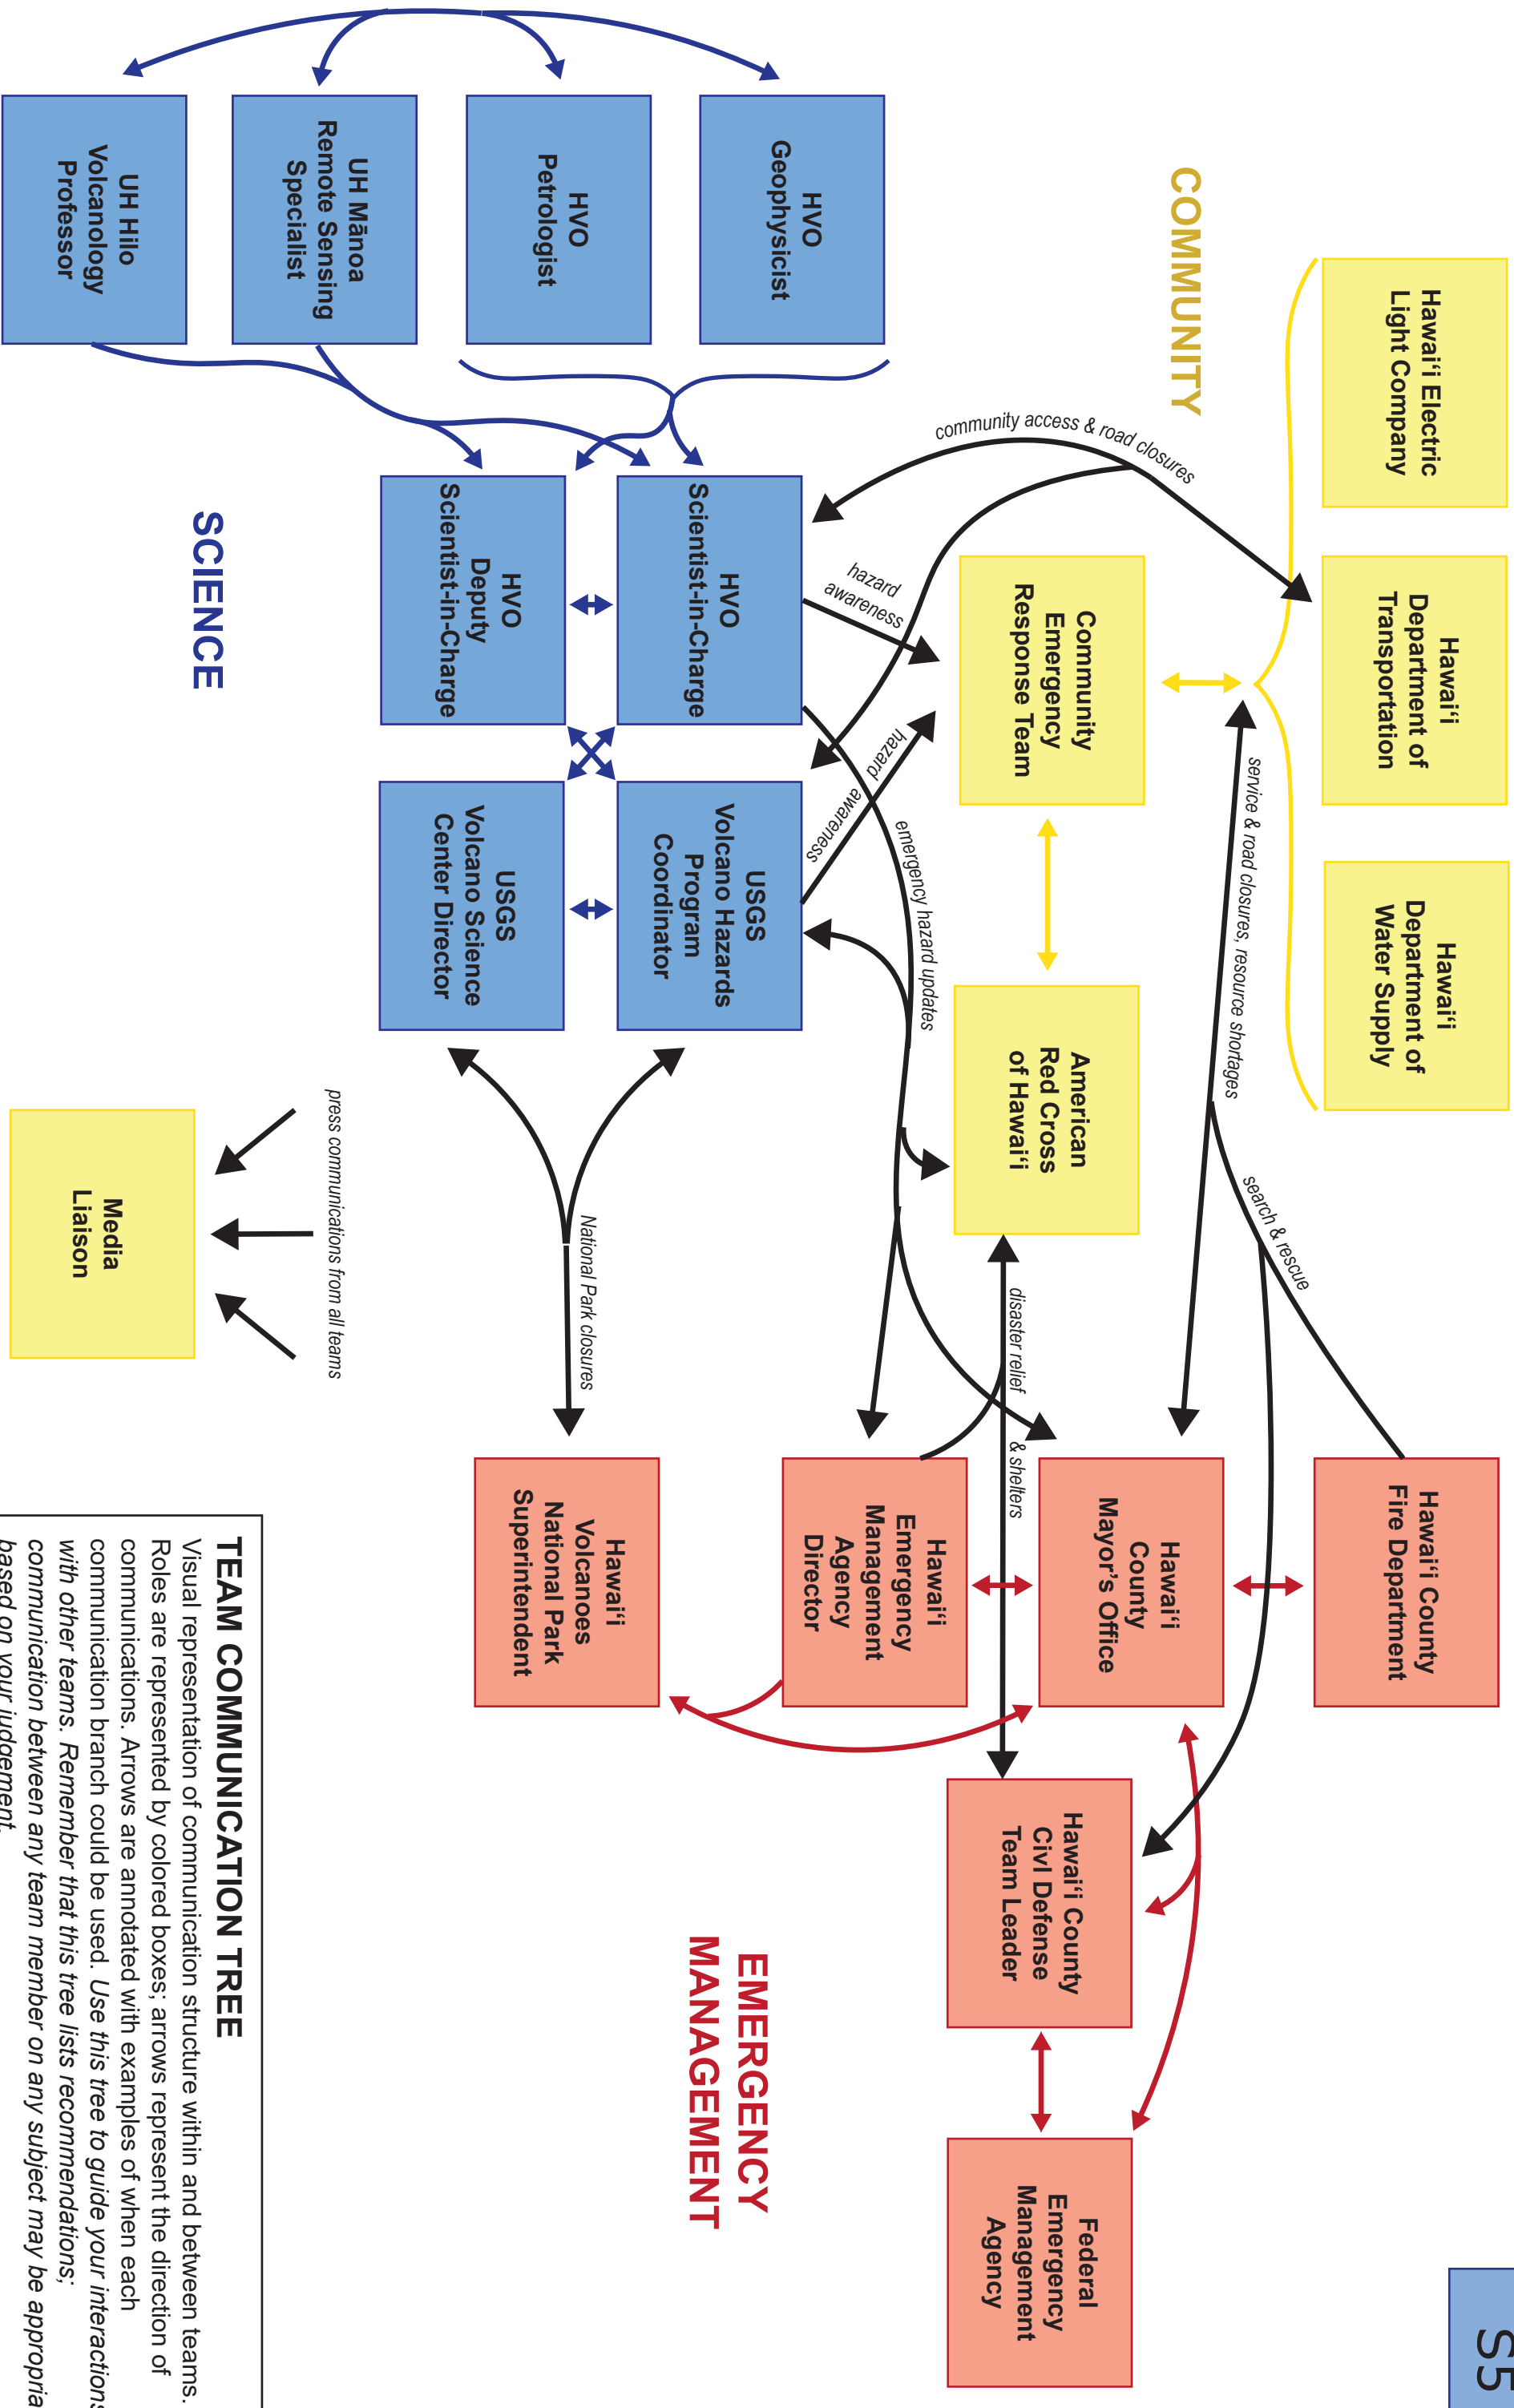 S5
Hawai‘i Electric
Light Company
Hawai‘i
Department of
Transportation
Hawai‘i
Department of
Water Supply
Hawai‘i County
Fire Department
COMMUNITY
service & road closures, resource shortages
search & rescue
community access & road closures
Community
Emergency
Response Team
American
Red Cross
of Hawai‘i
Hawai‘i
County
Mayor’s Office
Hawai‘i County
Civl Defense
Team Leader
Federal
Emergency
Management
Agency
disaster relief & shelters
hazard
awareness
hazard awareness
emergency hazard updates
Hawai‘i
Emergency
Management
Agency
Director
HVO
Geophysicist
HVO
Scientist-in-Charge
USGS
Volcano Hazards
Program
Coordinator
EMERGENCY
MANAGEMENT
HVO
Petrologist
HVO
Deputy
Scientist-in-Charge
USGS
Volcano Science
Center Director
National Park closures
Hawai‘i
Volcanoes
National Park
Superintendent
UH Mānoa
Remote Sensing
Specialist
press communications from all teams
SCIENCE
UH Hilo
Volcanology
Professor
Media
Liaison
TEAM COMMUNICATION TREE
Visual representation of communication structure within and between teams.
Roles are represented by colored boxes; arrows represent the direction of
communications. Arrows are annotated with examples of when each
communication branch could be used. Use this tree to guide your interactions
with other teams. Remember that this tree lists recommendations;
communication between any team member on any subject may be appropria
based on your judgement.